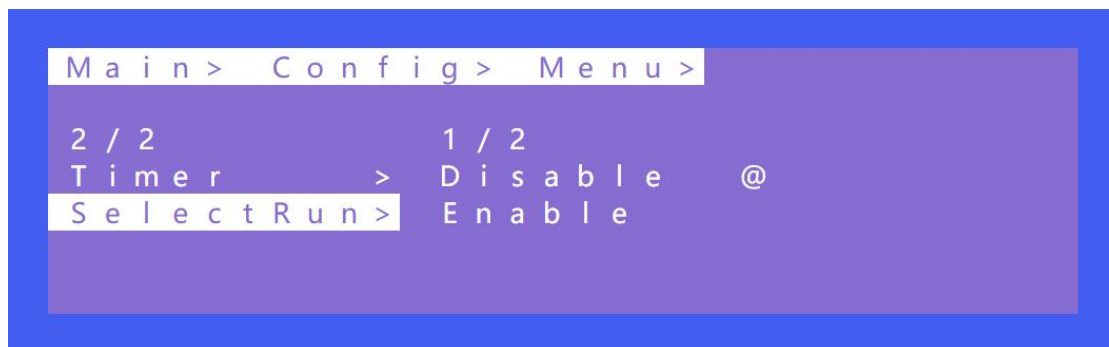 Main> Config> Menu>
2/2 1/2
Timer > Disable @
SelectRun> Enable